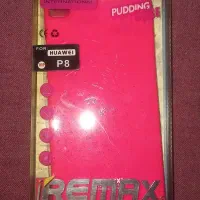 INTERNATIONAL
PUDDING
FOR
HUAWEI
P8
REMAX